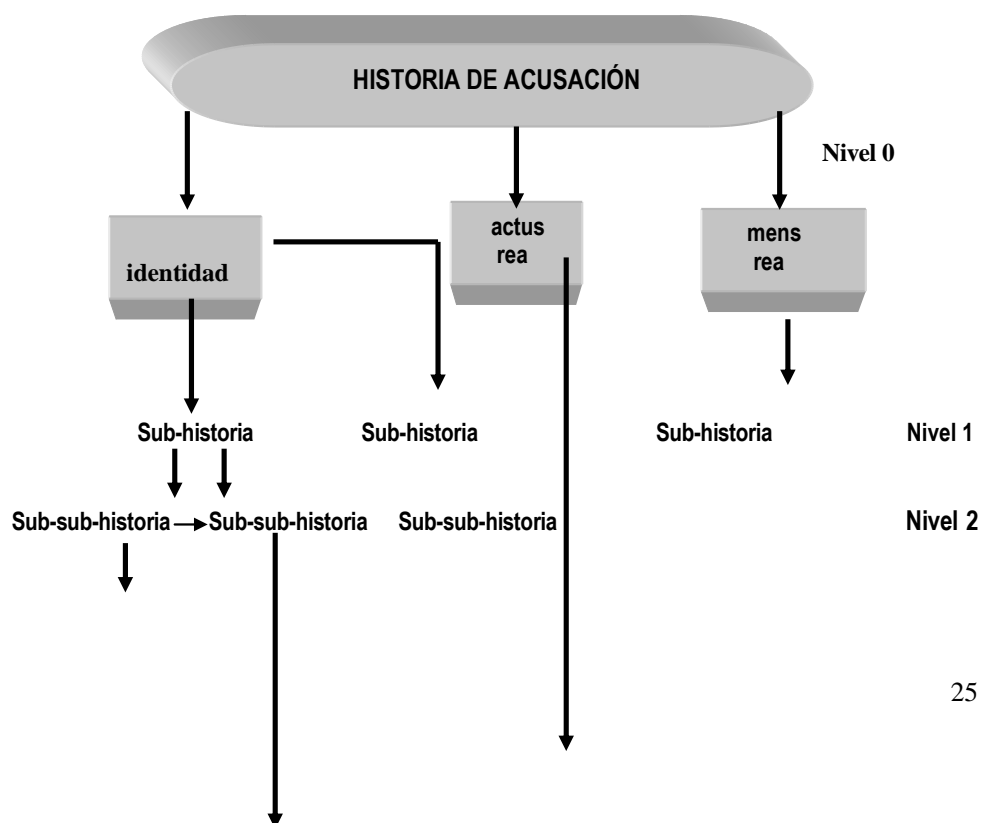 HISTORIA DE ACUSACIÓN
Nivel 0
identidad
actus
rea
mens
rea
Sub-historia Sub-historia Sub-historia Nivel 1
Sub-sub-historia Sub-sub-historia Sub-sub-historia Nivel 2
25